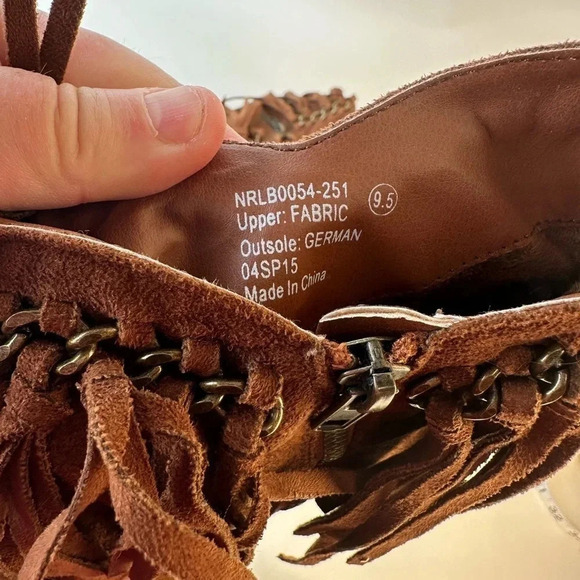 NRLB0054-251
Upper: FABRIC 9.5
Outsole: GERMAN
04SP15
Made In China